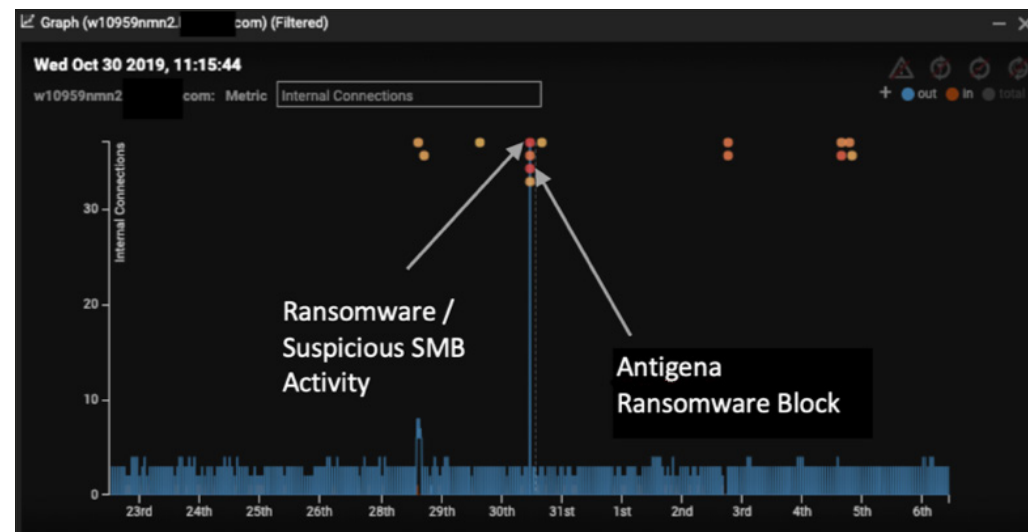 Graph (w10959nmn2. com) (Filtered)
Wed Oct 30 2019, 11:15:44
w10959nmn2 com: Metric Internal Connections
+ out in total
Internal Connections
30
20
10
0
Ransomware /
Suspicious SMB
Activity
Antigena
Ransomware Block
23rd 24th 25th 26th 28th 29th 30th 31st 1st 2nd 3rd 4th 5th 6th